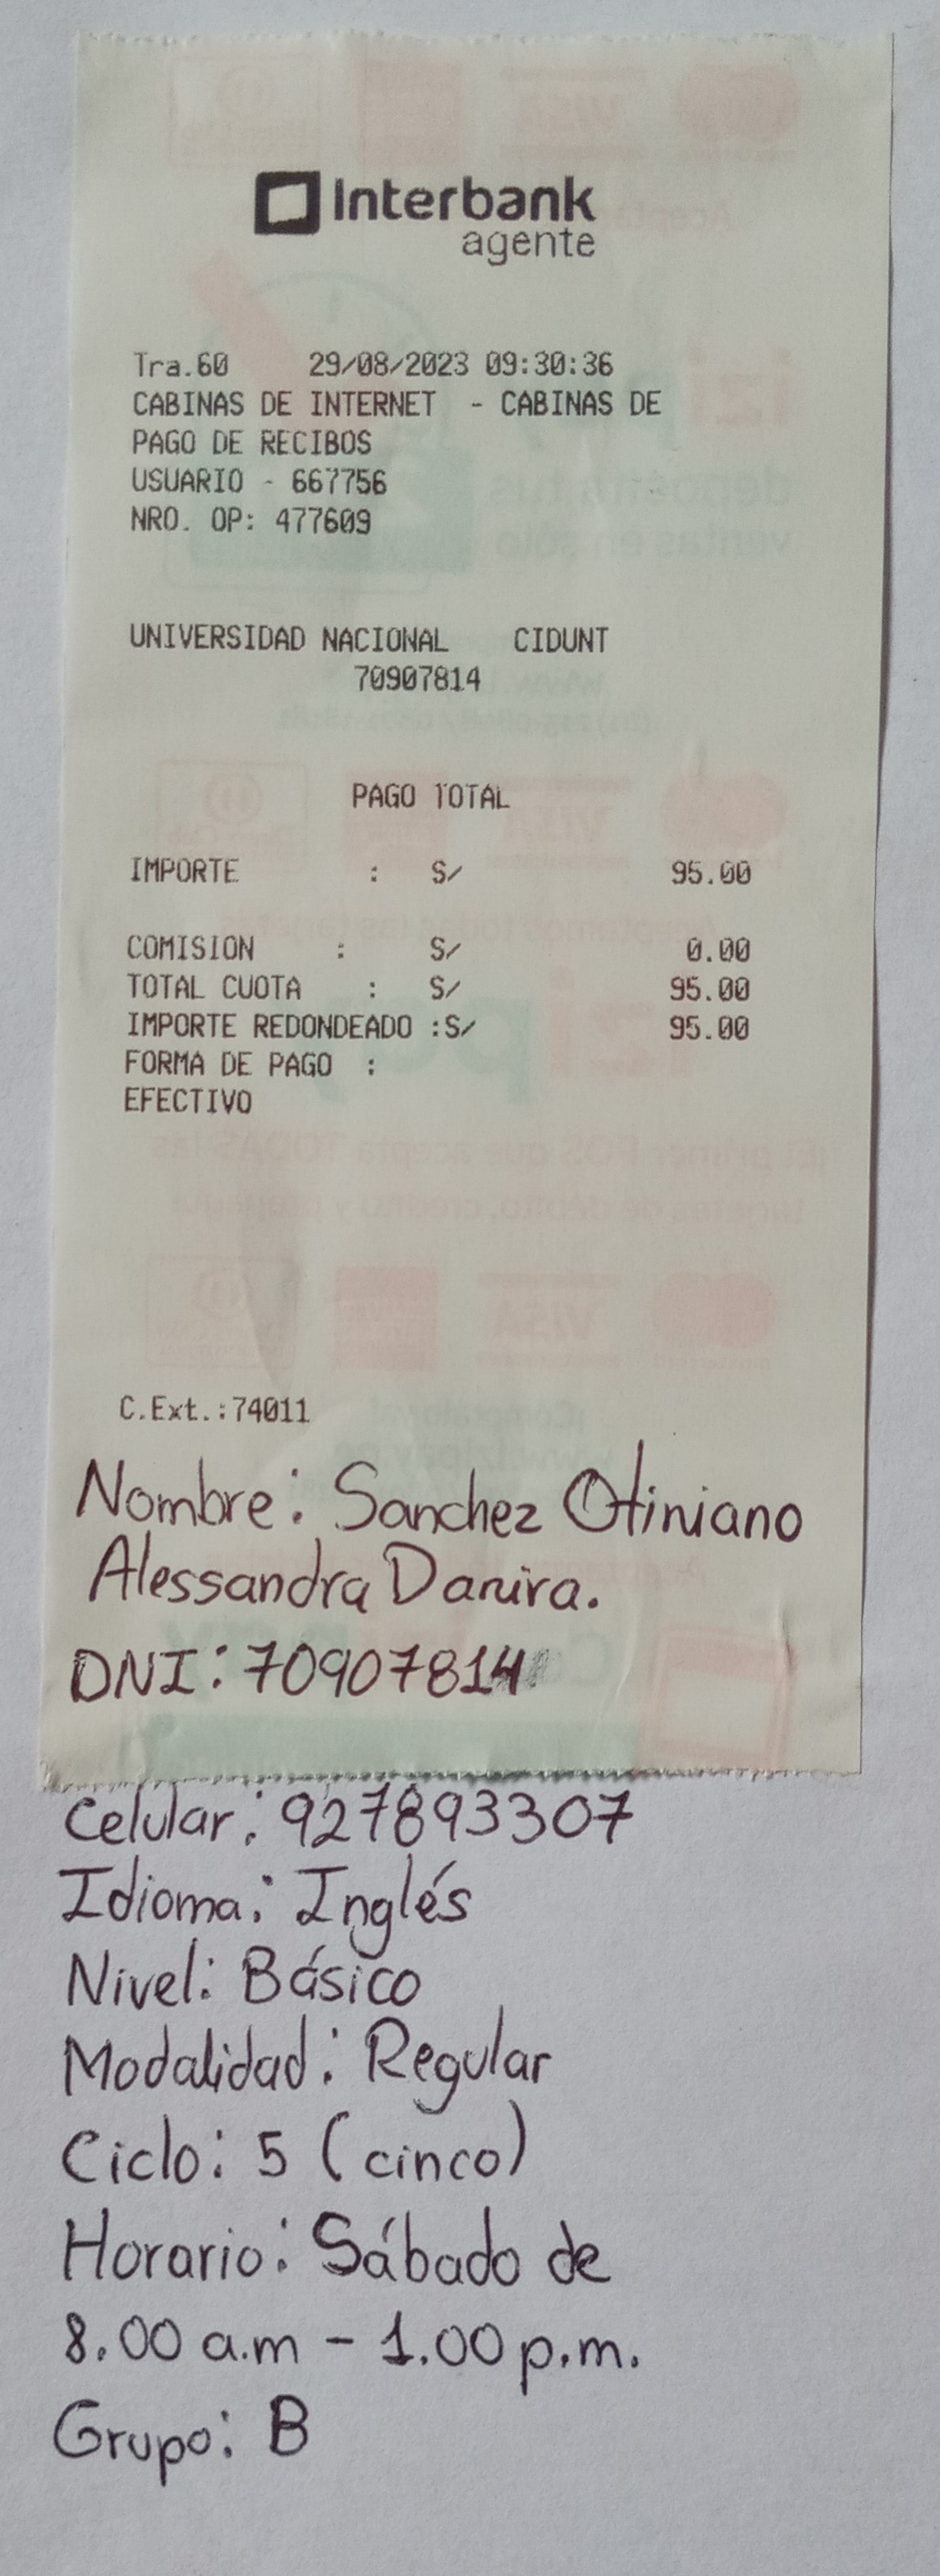 Interbank
agente
Tra.60 29/08/2023 09:30:36
CABINAS DE INTERNET - CABINAS DE
PAGO DE RECIBOS
USUARIO - 667756
NRO. OP: 477609
UNIVERSIDAD NACIONAL CIDUNT
70907814
PAGO TOTAL
IMPORTE : S/ 95.00
COMISION : S/ 0.00
TOTAL CUOTA : S/ 95.00
IMPORTE REDONDEADO :S/ 95.00
FORMA DE PAGO :
EFECTIVO
C.Ext.:74011
Nombre: Sanchez Otiniano
Alessandra Danira.
DNI: 70907814
Celular: 927893307
Idioma: Inglés
Nivel: Básico
Modalidad: Regular
Ciclo: 5 (cinco)
Horario: Sábado de
8.00 a.m - 1.00 p.m.
Grupo: B